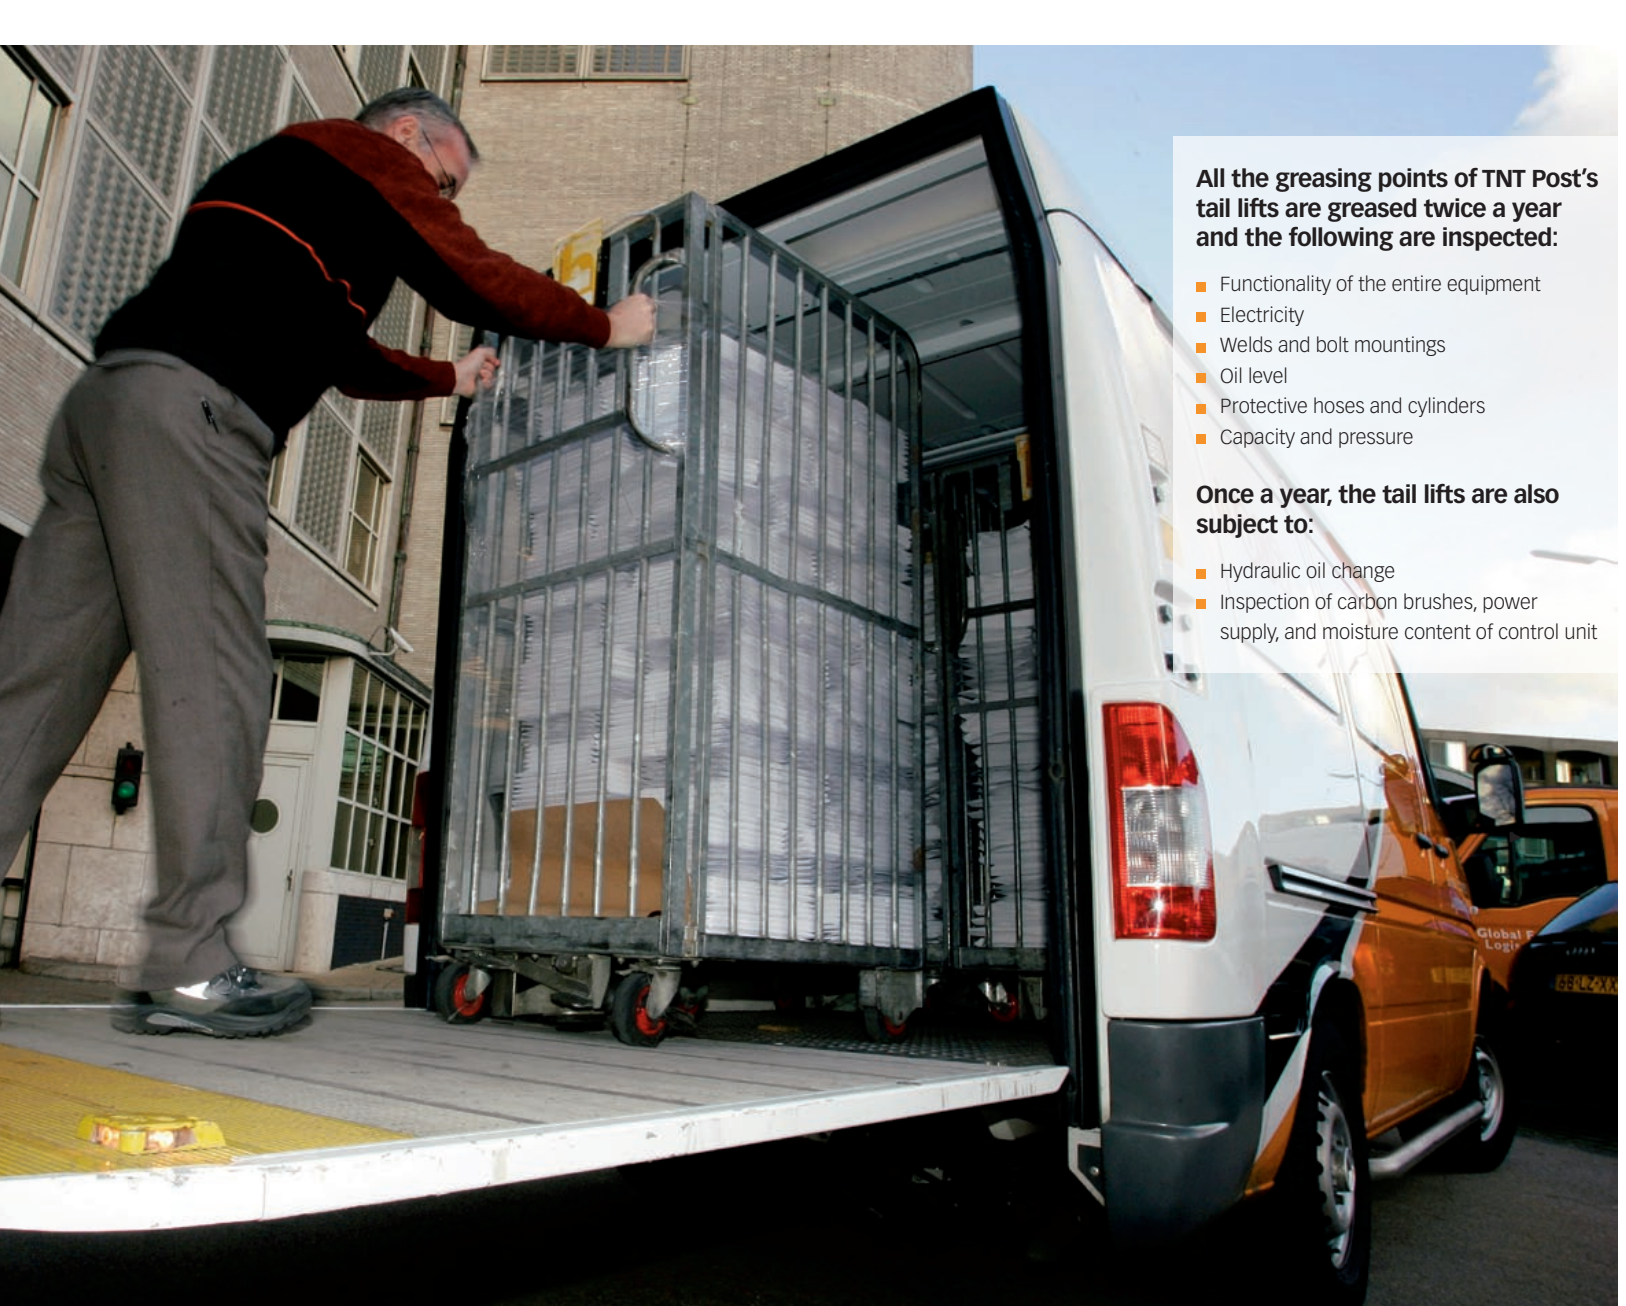 All the greasing points of TNT Post’s
tail lifts are greased twice a year
and the following are inspected:
Functionality of the entire equipment
Electricity
Welds and bolt mountings
Oil level
Protective hoses and cylinders
Capacity and pressure
Once a year, the tail lifts are also
subject to:
Hydraulic oil change
Inspection of carbon brushes, power
supply, and moisture content of control unit
Global